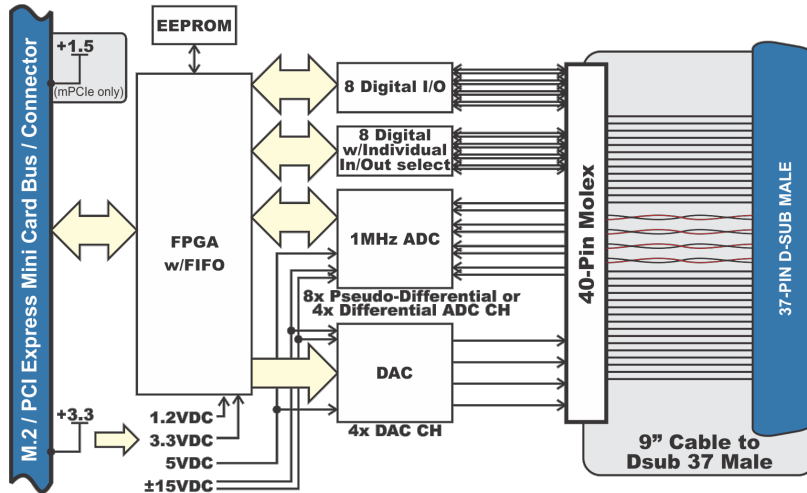 M.2 / PCI Express Mini Card Bus / Connector
+1.5
(mPCIe only)
+3.3
EEPROM
FPGA
w/FIFO
8 Digital I/O
8 Digital
w/Individual
In/Out select
1MHz ADC
8x Pseudo-Differential or
4x Differential ADC CH
DAC
4x DAC CH
1.2VDC
3.3VDC
5VDC
±15VDC
40-Pin Molex
37-PIN D-SUB MALE
9” Cable to
Dsub 37 Male